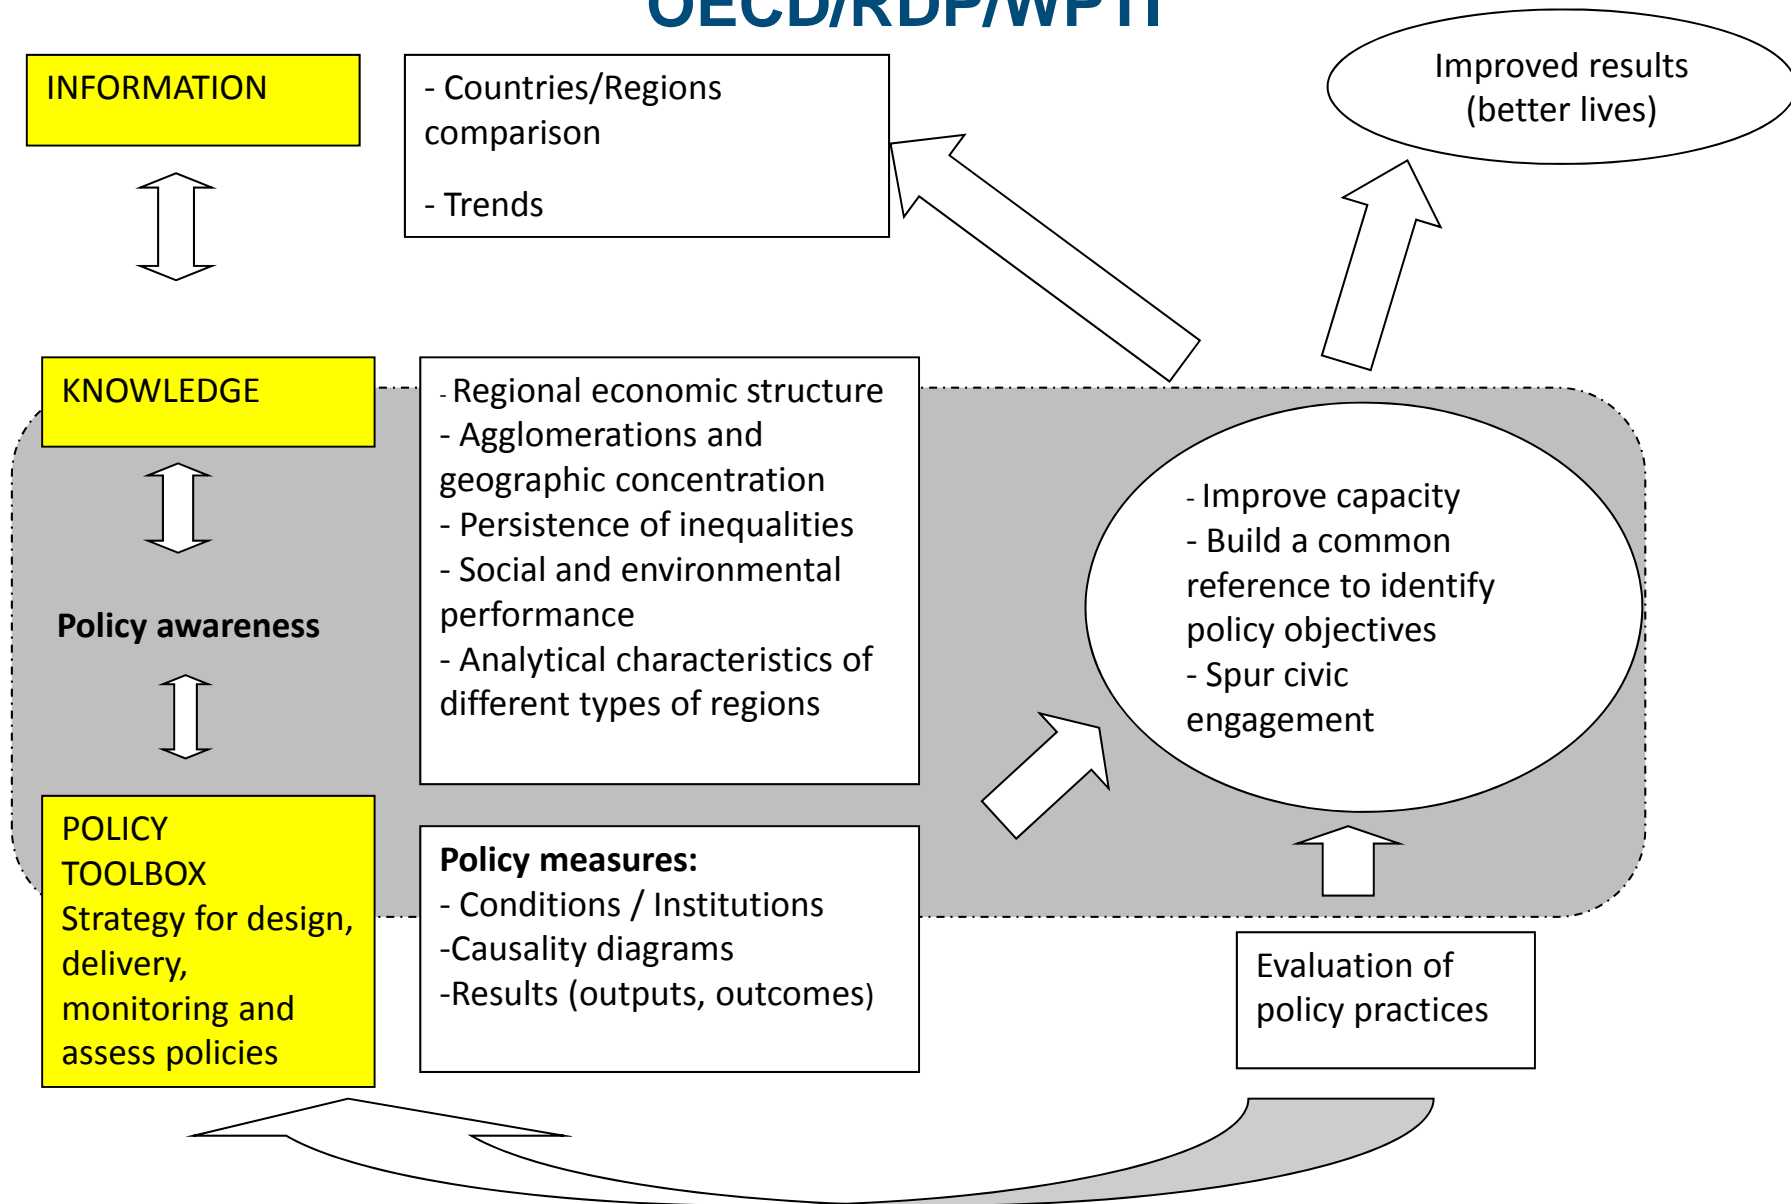 OECD/RDP/WPTI
INFORMATION
- Countries/Regions
comparison
- Trends
Improved results
(better lives)
KNOWLEDGE
- Regional economic structure
- Agglomerations and
geographic concentration
- Persistence of inequalities
- Social and environmental
performance
- Analytical characteristics of
different types of regions
- Improve capacity
- Build a common
reference to identify
policy objectives
- Spur civic
engagement
Policy awareness
POLICY
TOOLBOX
Strategy for design,
delivery,
monitoring and
assess policies
Policy measures:
- Conditions / Institutions
-Causality diagrams
-Results (outputs, outcomes)
Evaluation of
policy practices